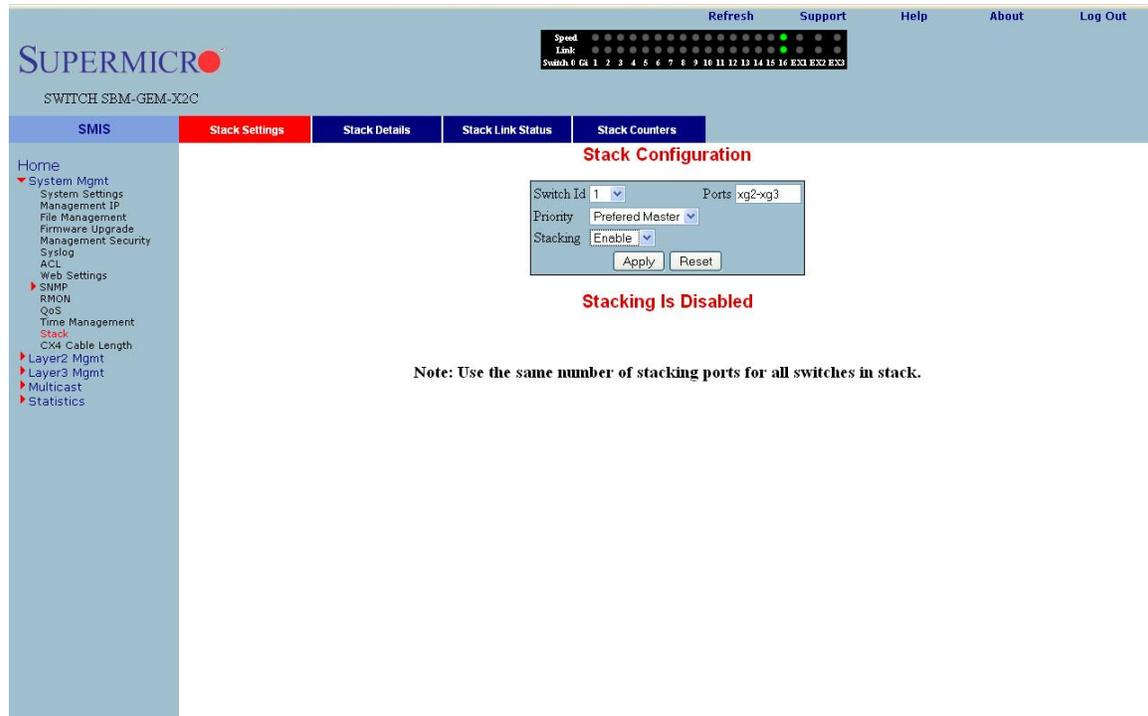 Refresh Support Help About Log Out
SUPERMICRO
SWITCH SBM-GEM-X2C
Speed
Link
Switch 0 Gi 1 2 3 4 5 6 7 8 9 10 11 12 13 14 15 16 EX1 EX2 EX3
SMIS
Stack Settings Stack Details Stack Link Status Stack Counters
Home
System Mgmt
System Settings
Management IP
File Management
Firmware Upgrade
Management Security
Syslog
ACL
Web Settings
SNMP
RMON
QoS
Time Management
Stack
CX4 Cable Length
Layer2 Mgmt
Layer3 Mgmt
Multicast
Statistics
Stack Configuration
Switch Id 1 Ports xg2-xg3
Priority Prefered Master
Stacking Enable
Apply Reset
Stacking Is Disabled
Note: Use the same number of stacking ports for all switches in stack.